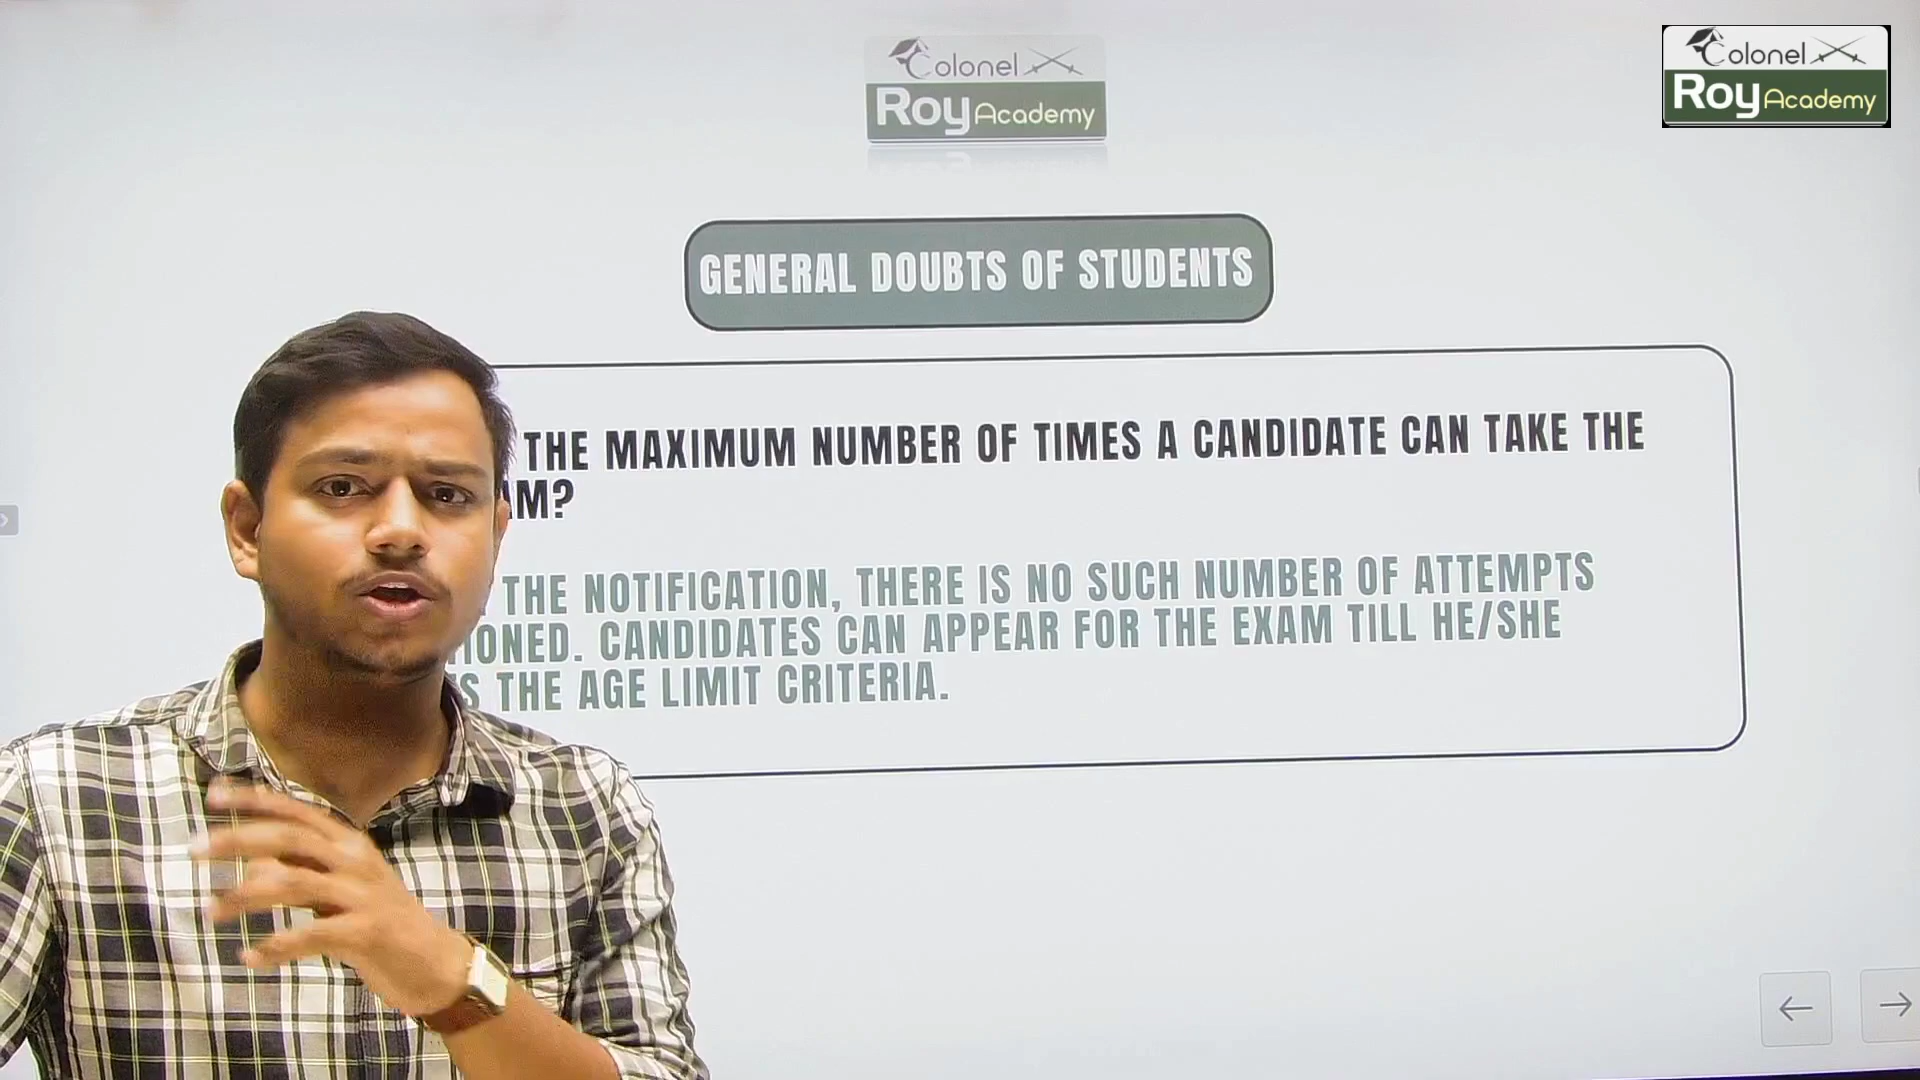 Colonel
Roy Academy
Colonel
Roy Academy
GENERAL DOUBTS OF STUDENTS
THE MAXIMUM NUMBER OF TIMES A CANDIDATE CAN TAKE THE
THE NOTIFICATION, THERE IS NO SUCH NUMBER OF ATTEMPTS
CANDIDATES CAN APPEAR FOR THE EXAM TILL HE/SHE
THE AGE LIMIT CRITERIA.